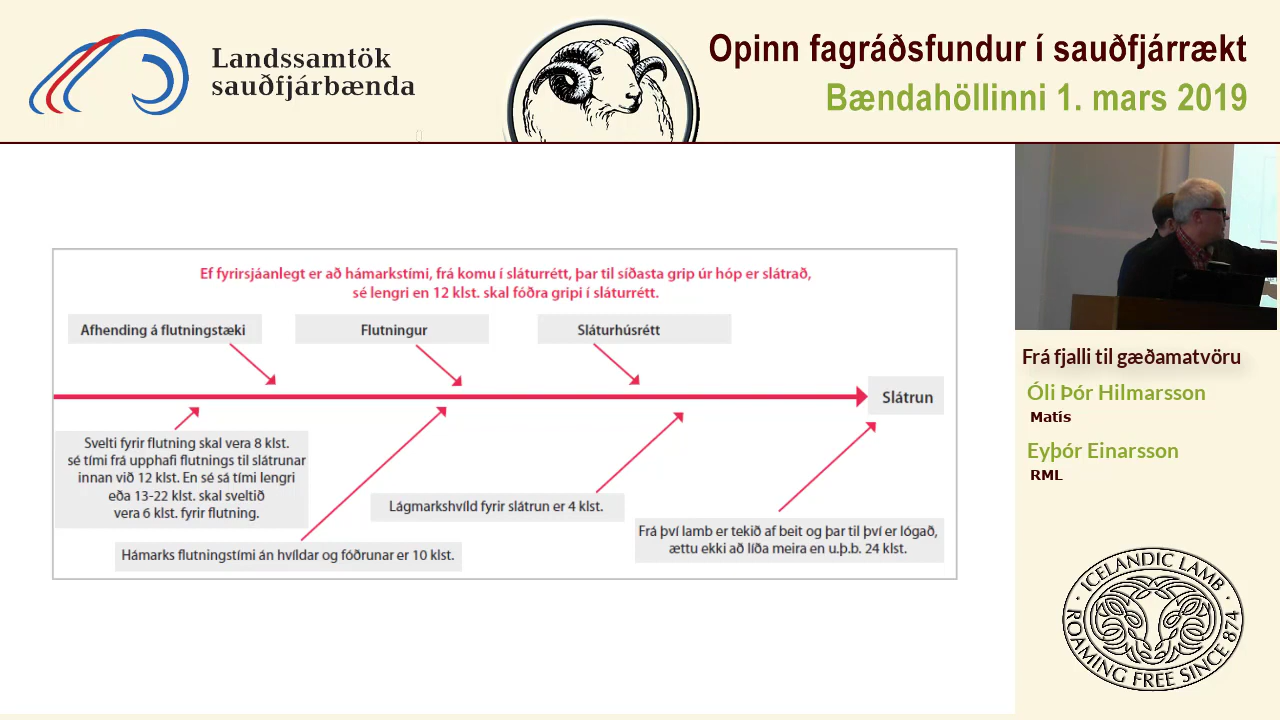 Landssamtök
sauðfjárbænda
Opinn fagráðsfundur í sauðfjárrækt
Bændahöllinni 1. mars 2019
Ef fyrirsjáanlegt er að hámarkstími, frá komu í sláturrétt, þar til síðasta grip úr hóp er slátrað,
sé lengri en 12 klst. skal fóðra gripi í sláturrétt.
Afhending á flutningstæki
Flutningur
Sláturhúsrétt
Slátrun
Svelti fyrir flutning skal vera 8 klst.
sé tími frá upphafi flutnings til slátrunar
innan við 12 klst. En sé sá tími lengri
eða 13-22 klst. skal sveltið
vera 6 klst. fyrir flutning.
Hámarks flutningstími án hvíldar og fóðrunar er 10 klst.
Lágmarkshvíld fyrir slátrun er 4 klst.
Frá því lamb er tekið af beit og þar til því er lógað,
ættu ekki að líða meira en u.þ.b. 24 klst.
Frá fjalli til gæðamatvöru
Óli Þór Hilmarsson
Matís
Eyþór Einarsson
RML
ICELANDIC LAMB
ROAMING FREE SINCE 874